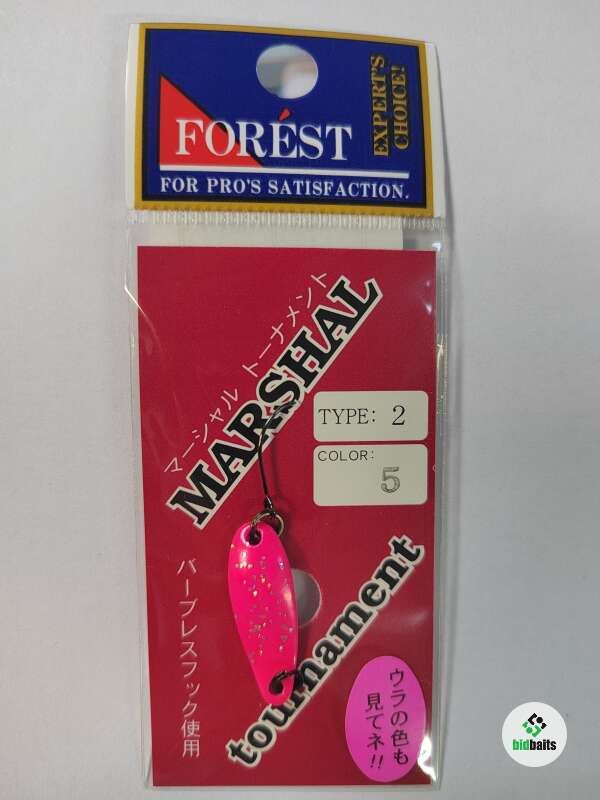 FORÉST
EXPERT'S
CHOICE!
FOR PRO'S SATISFACTION.
マーシャル トーナメント
MARSHAL
TYPE: 2
COLOR:
5
tournament
バーブレスフック使用
ウラの色も
見てネ!!
bidbaits